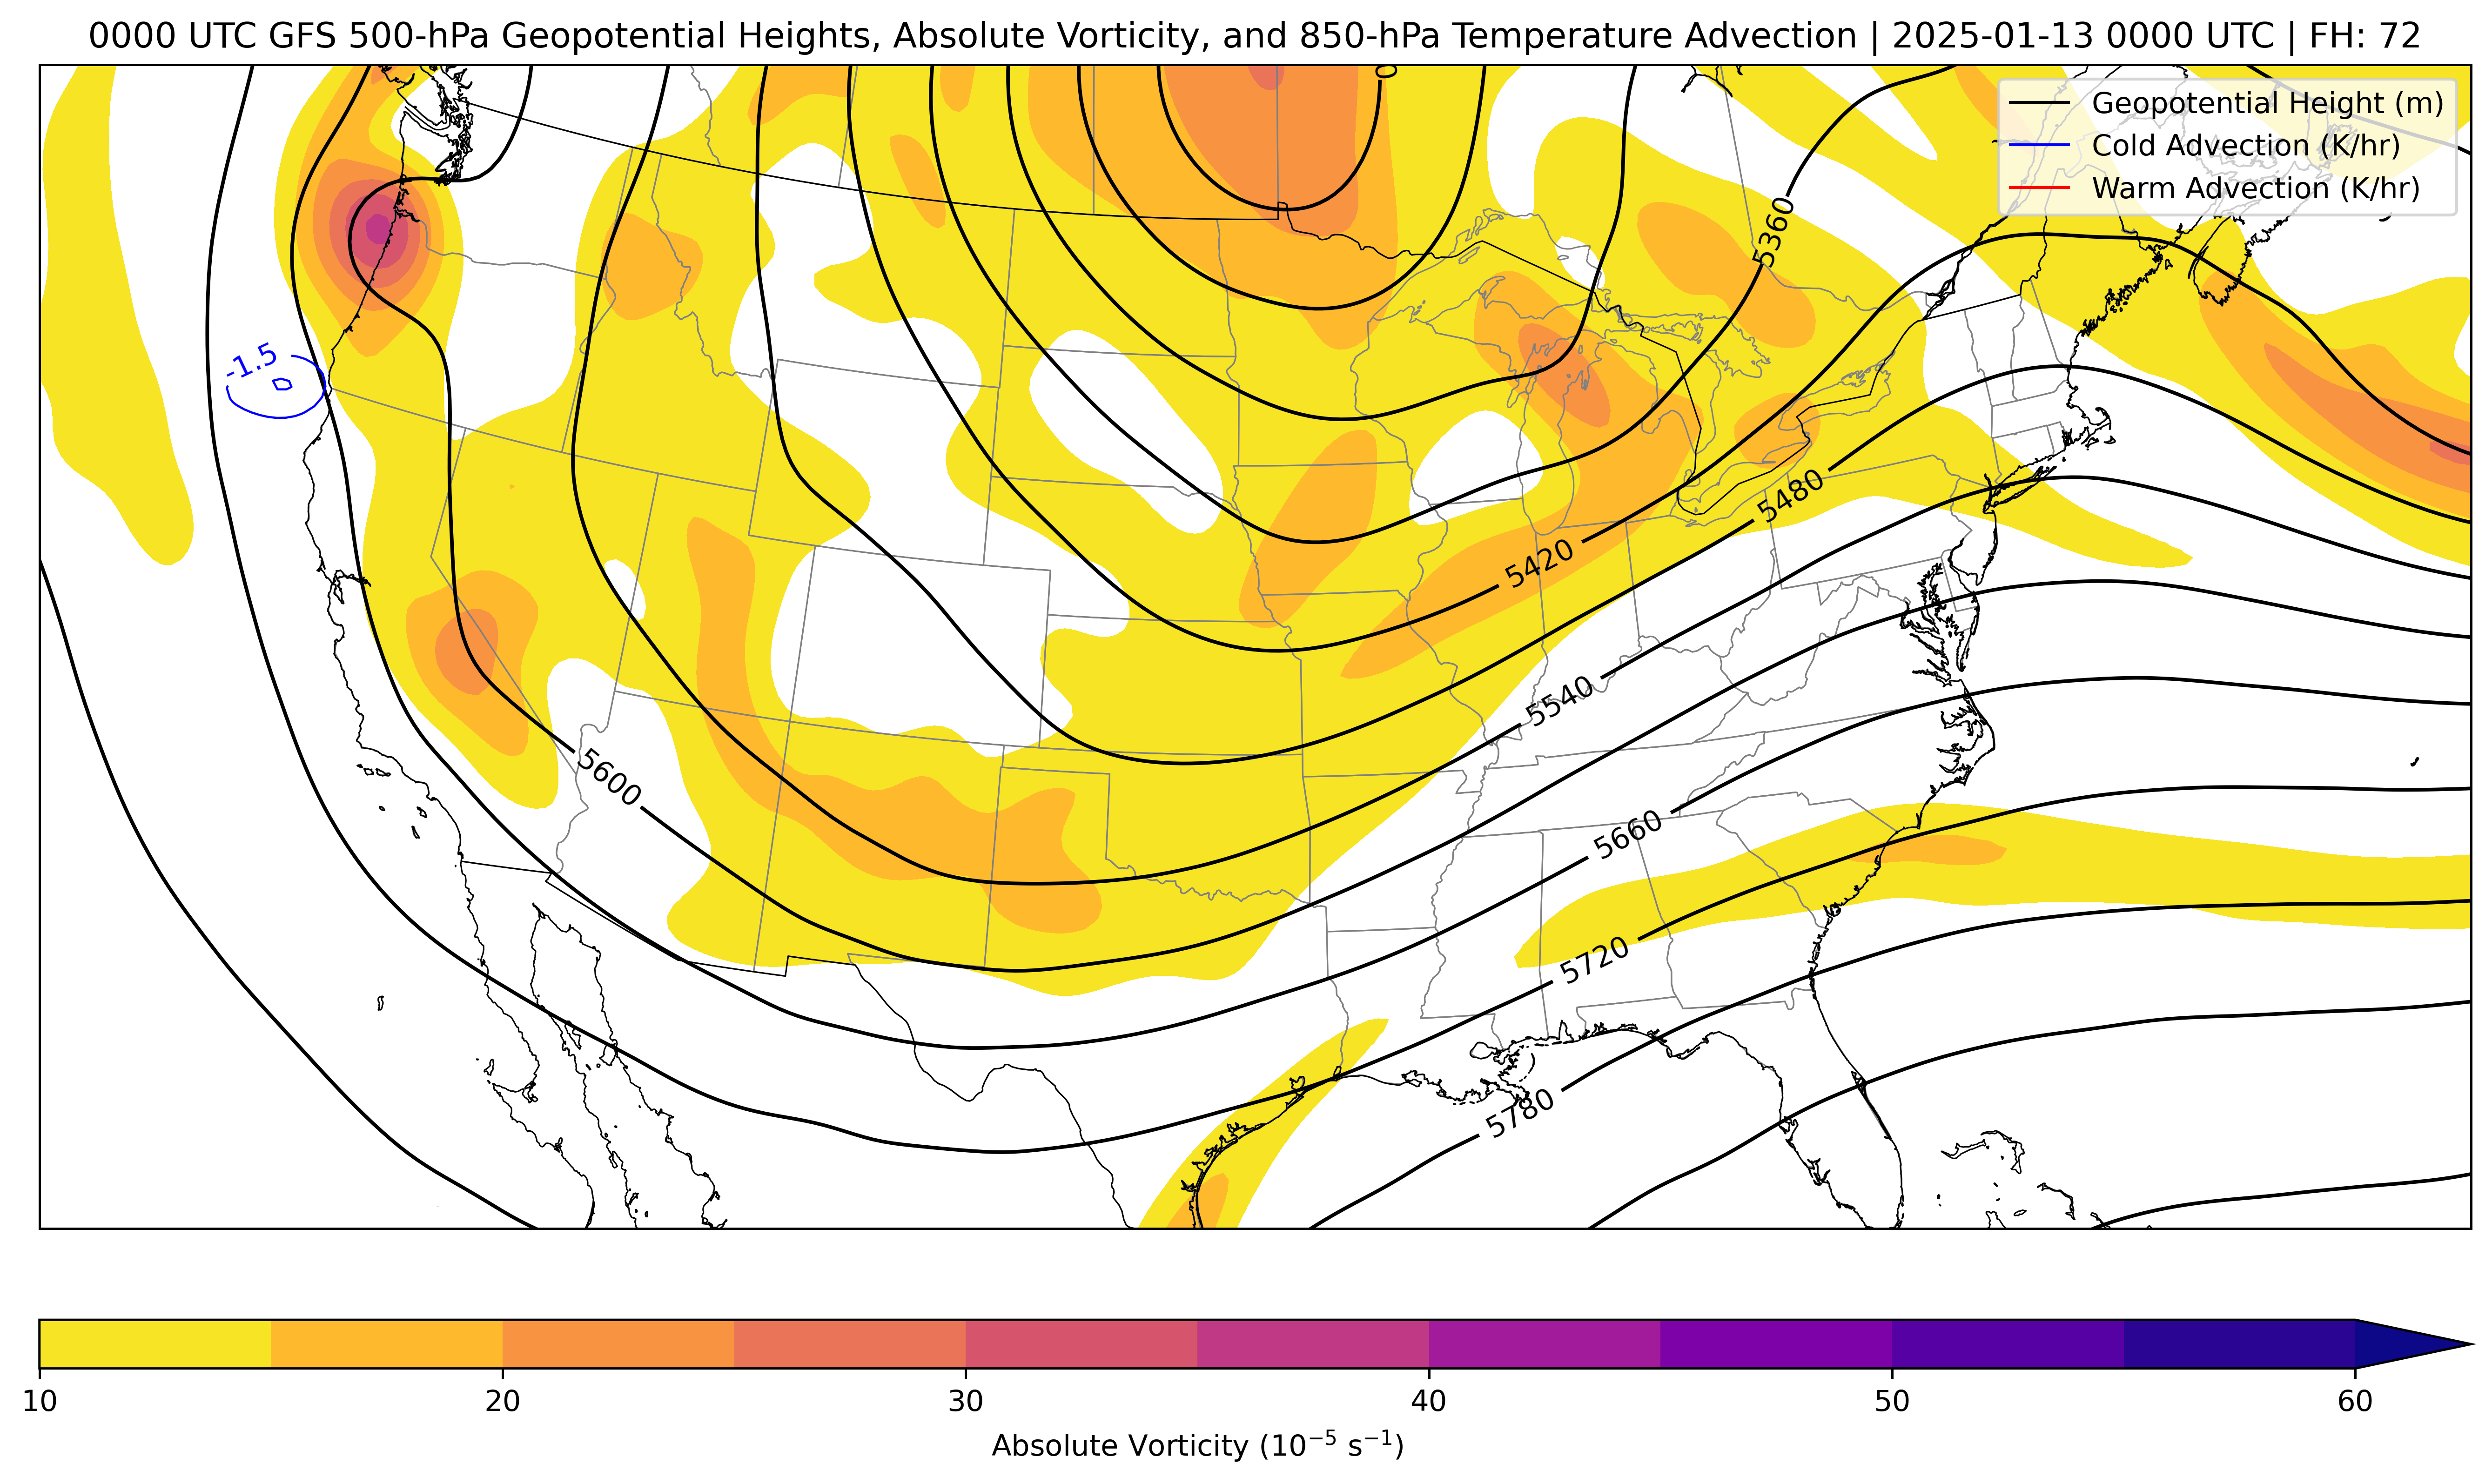 0000 UTC GFS 500-hPa Geopotential Heights, Absolute Vorticity, and 850-hPa Temperature Advection | 2025-01-13 0000 UTC | FH: 72
Geopotential Height (m)
Cold Advection (K/hr)
Warm Advection (K/hr)
0
5360
-1.5
5480
5420
5540
5600
5660
5720
5780
10 20 30 40 50 60
Absolute Vorticity (10⁻⁵ s⁻¹)